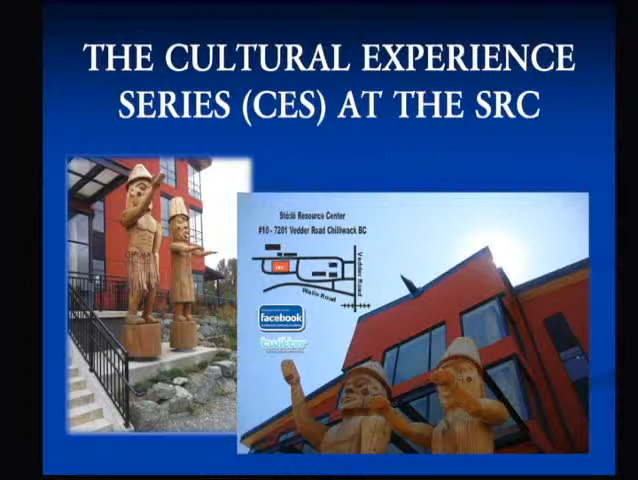 THE CULTURAL EXPERIENCE
SERIES (CES) AT THE SRC
Stó:lō Resource Center
#10 - 7201 Vedder Road Chilliwack BC
Vedder Road
Watts Road
facebook
twitter